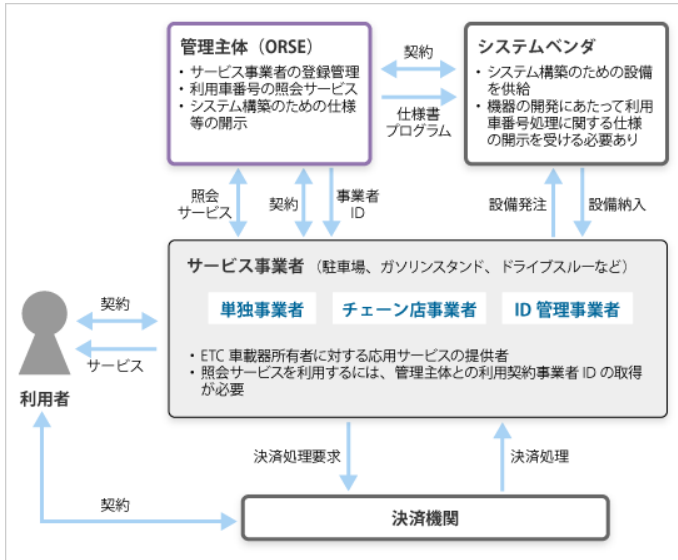 管理主体（ORSE）
・ サービス事業者の登録管理
・ 利用車番号の照会サービス
・ システム構築のための仕様
等の開示
契約
仕様書
プログラム
システムベンダ
・ システム構築のための設備
を供給
・ 機器の開発にあたって利用
車番号処理に関する仕様
の開示を受ける必要あり
照会
サービス
契約
事業者
ID
設備発注
設備納入
サービス事業者 （駐車場、ガソリンスタンド、ドライブスルーなど）
単独事業者
チェーン店事業者
ID 管理事業者
・ ETC 車載器所有者に対する応用サービスの提供者
・ 照会サービスを利用するには、管理主体との利用契約事業者 ID の取得
が必要
契約
サービス
利用者
決済処理要求
決済処理
契約
決済機関